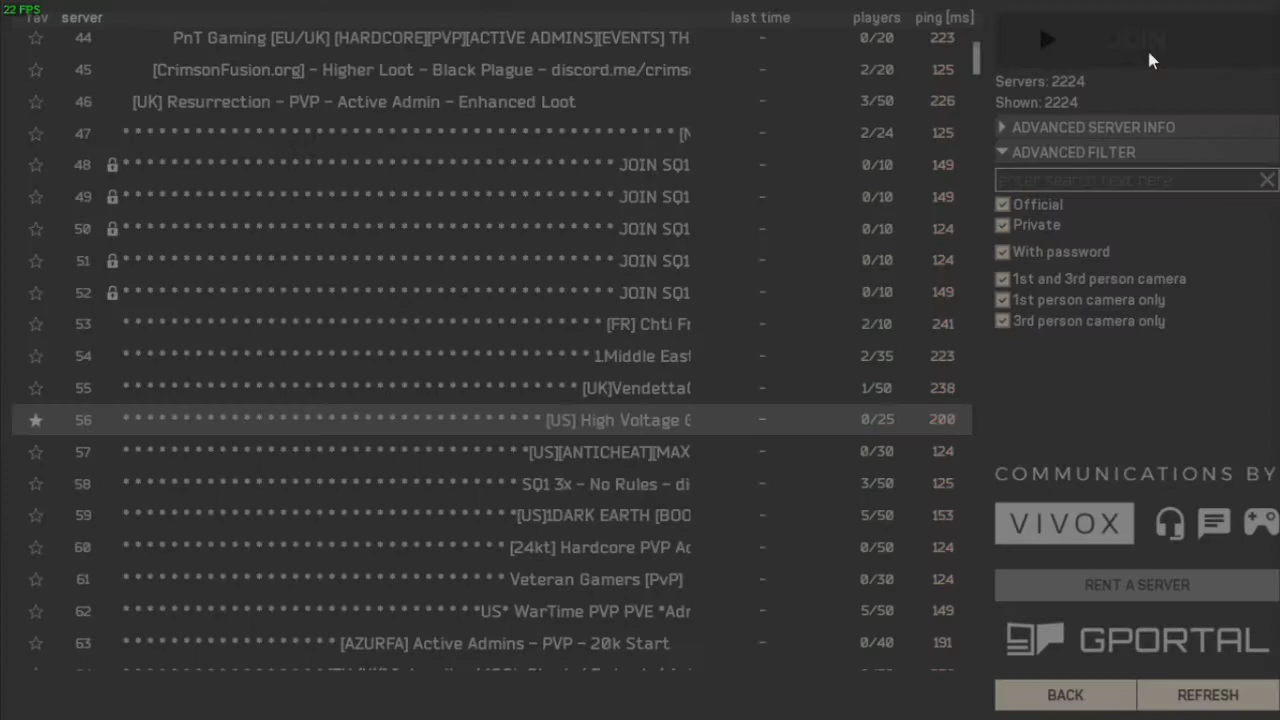 22 FPS
fav server last time players ping [ms]
44 PnT Gaming [EU/UK] [HARDCORE][PVP][ACTIVE ADMINS][EVENTS] TH - 0/20 223
45 [CrimsonFusion.org] – Higher Loot – Black Plague – discord.me/crims - 2/20 125
46 [UK] Resurrection – PVP – Active Admin – Enhanced Loot - 3/50 226
47 [N - 2/24 125
48 JOIN SQ1 - 0/10 149
49 JOIN SQ1 - 0/10 149
50 JOIN SQ1 - 0/10 124
51 JOIN SQ1 - 0/10 124
52 JOIN SQ1 - 0/10 149
53 [FR] Chti Fr - 2/10 241
54 1.Middle East - 2/35 223
55 [UK]Vendetta - 1/50 238
56 [US] High Voltage G - 0/25 200
57 *[US][ANTICHEAT][MAX - 0/30 124
58 SQ1 3x – No Rules – di - 3/50 125
59 *[US]1DARK EARTH [BOO - 5/50 153
60 [24kt] Hardcore PVP Ac - 0/50 124
61 Veteran Gamers [PvP] - 0/30 124
62 *US* WarTime PVP PVE *Adr - 5/50 149
63 [AZURFA] Active Admins – PVP – 20k Start - 0/40 191
JOIN
Servers: 2224
Shown: 2224
ADVANCED SERVER INFO
ADVANCED FILTER
enter search text here
Official
Private
With password
1st and 3rd person camera
1st person camera only
3rd person camera only
COMMUNICATIONS BY
VIVOX
RENT A SERVER
GPORTAL
BACK REFRESH